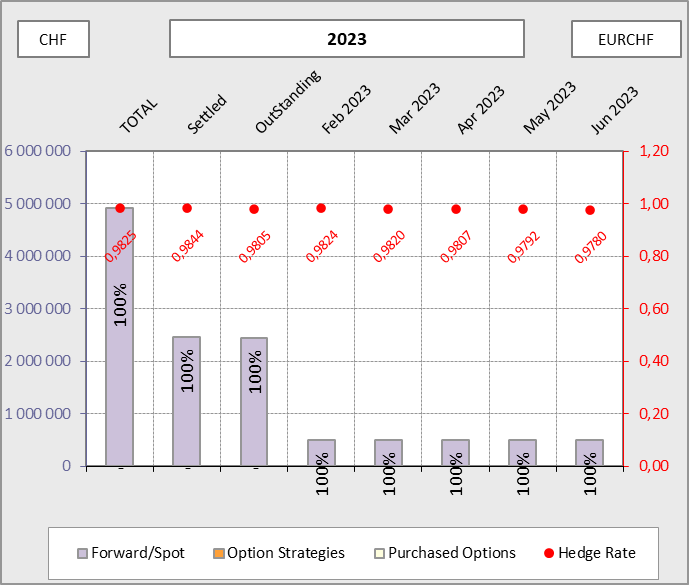 CHF
2023
EURCHF
TOTAL
Settled
OutStanding
Feb 2023
Mar 2023
Apr 2023
May 2023
Jun 2023
6 000 000
5 000 000
4 000 000
3 000 000
2 000 000
1 000 000
0
1,20
1,00
0,80
0,60
0,40
0,20
0,00
0,9825
0,9844
0,9805
0,9824
0,9820
0,9807
0,9792
0,9780
100%
100%
100%
100%
100%
100%
100%
100%
-
-
-
Forward/Spot
Option Strategies
Purchased Options
Hedge Rate